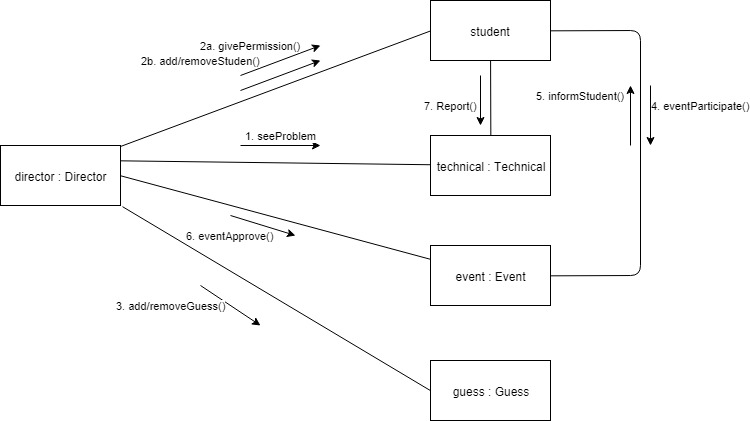 student
2a. givePermission()
2b. add/removeStuden()
7. Report()
5. informStudent()
4. eventParticipate()
1. seeProblem
technical : Technical
director : Director
6. eventApprove()
event : Event
3. add/removeGuess()
guess : Guess